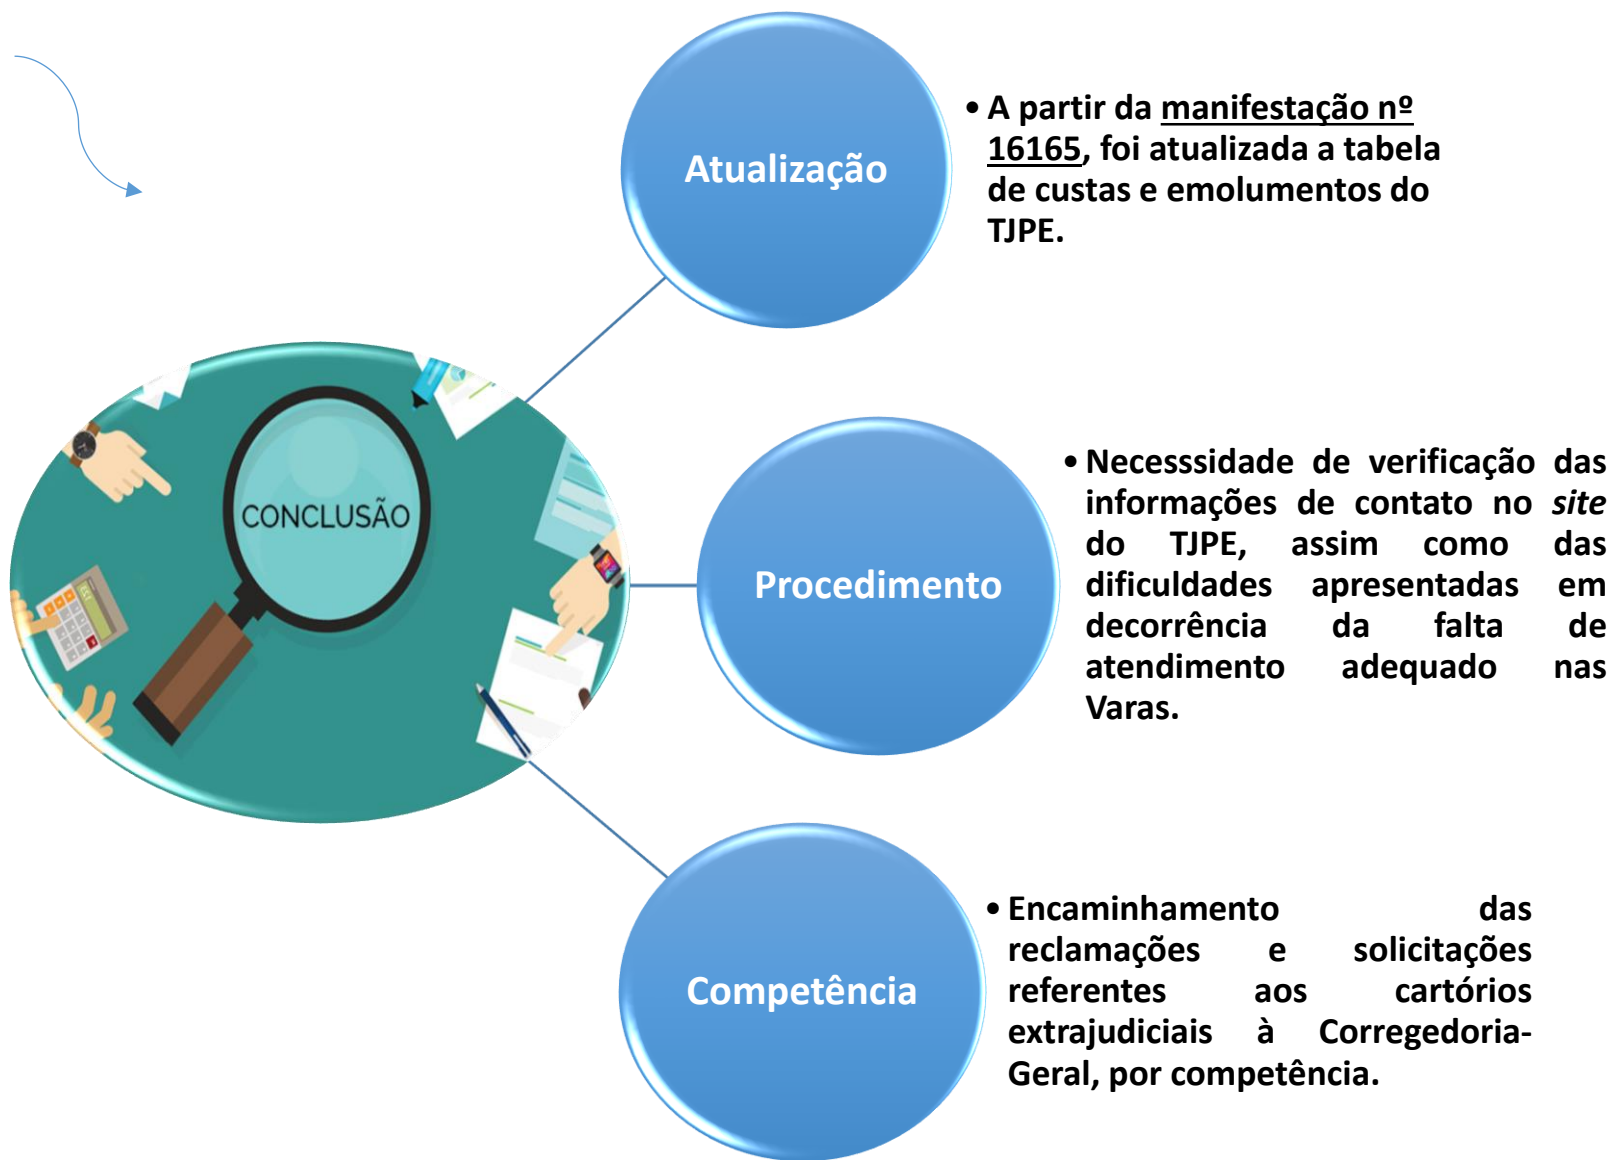 Atualização
• A partir da manifestação nº
16165, foi atualizada a tabela
de custas e emolumentos do
TJPE.
CONCLUSÃO
Procedimento
• Necesssidade de verificação das
informações de contato no site
do TJPE, assim como das
dificuldades apresentadas em
decorrência da falta de
atendimento adequado nas
Varas.
Competência
• Encaminhamento das
reclamações e solicitações
referentes aos cartórios
extrajudiciais à Corregedoria-
Geral, por competência.